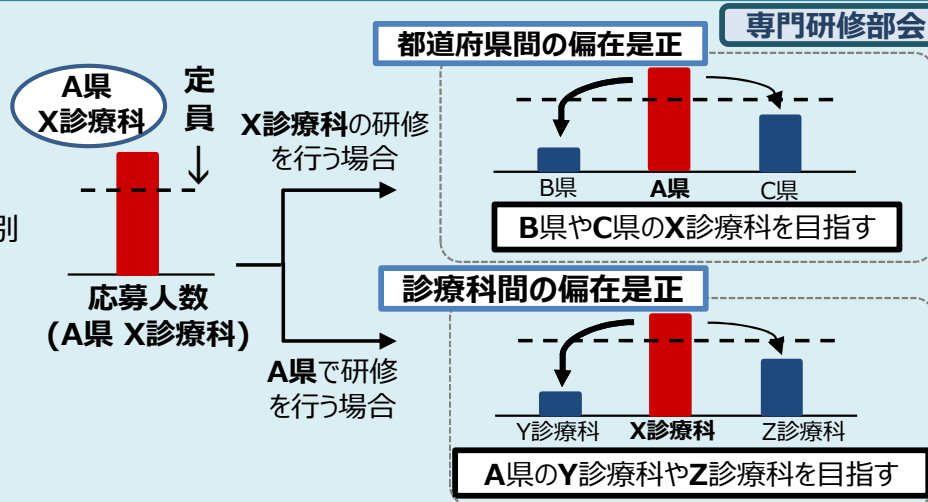 専門研修部会
都道府県間の偏在是正
A県
X診療科
定
員
X診療科の研修
を行う場合
B県
A県
C県
B県やC県のX診療科を目指す
別
応募人数
(A県 X診療科)
診療科間の偏在是正
A県で研修
を行う場合
Y診療科
X診療科
Z診療科
A県のY診療科やZ診療科を目指す